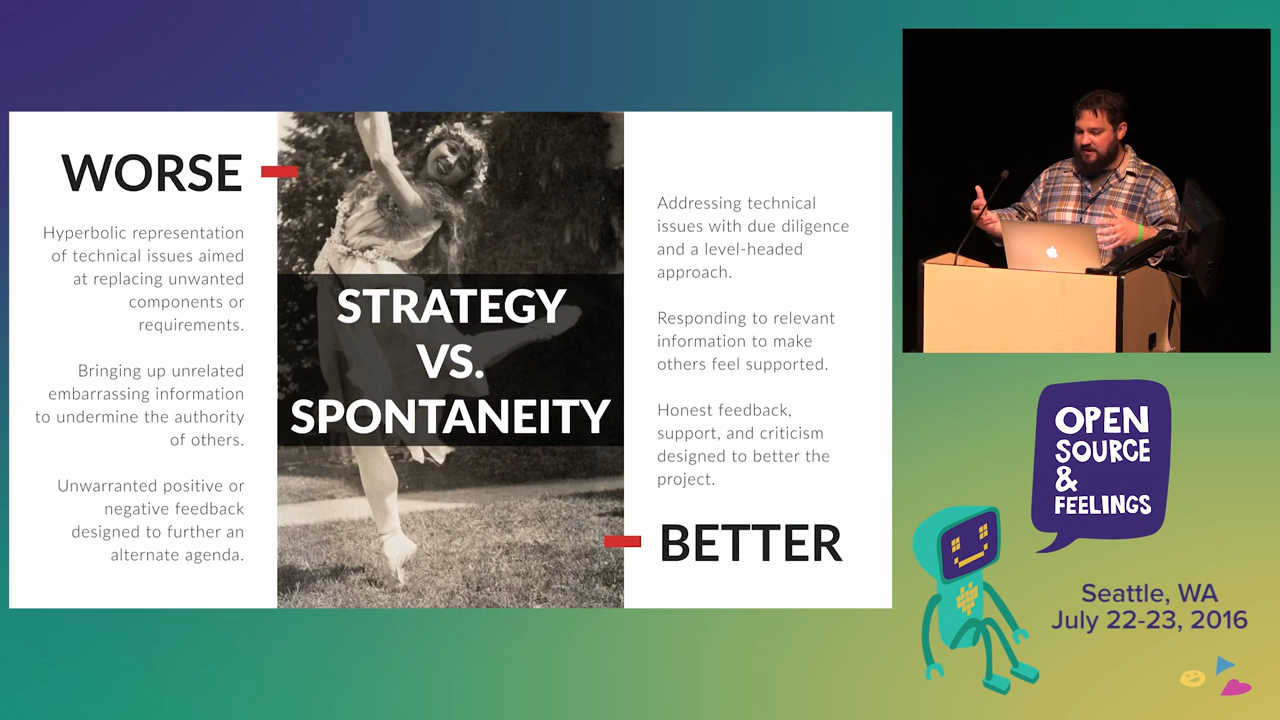 WORSE
Hyperbolic representation
of technical issues aimed
at replacing unwanted
components or
requirements.
Bringing up unrelated
embarrassing information
to undermine the authority
of others.
Unwarranted positive or
negative feedback
designed to further an
alternate agenda.
STRATEGY
VS.
SPONTANEITY
Addressing technical
issues with due diligence
and a level-headed
approach.
Responding to relevant
information to make
others feel supported.
Honest feedback,
support, and criticism
designed to better the
project.
BETTER
OPEN
SOURCE
&
FEELINGS
Seattle, WA
July 22-23, 2016